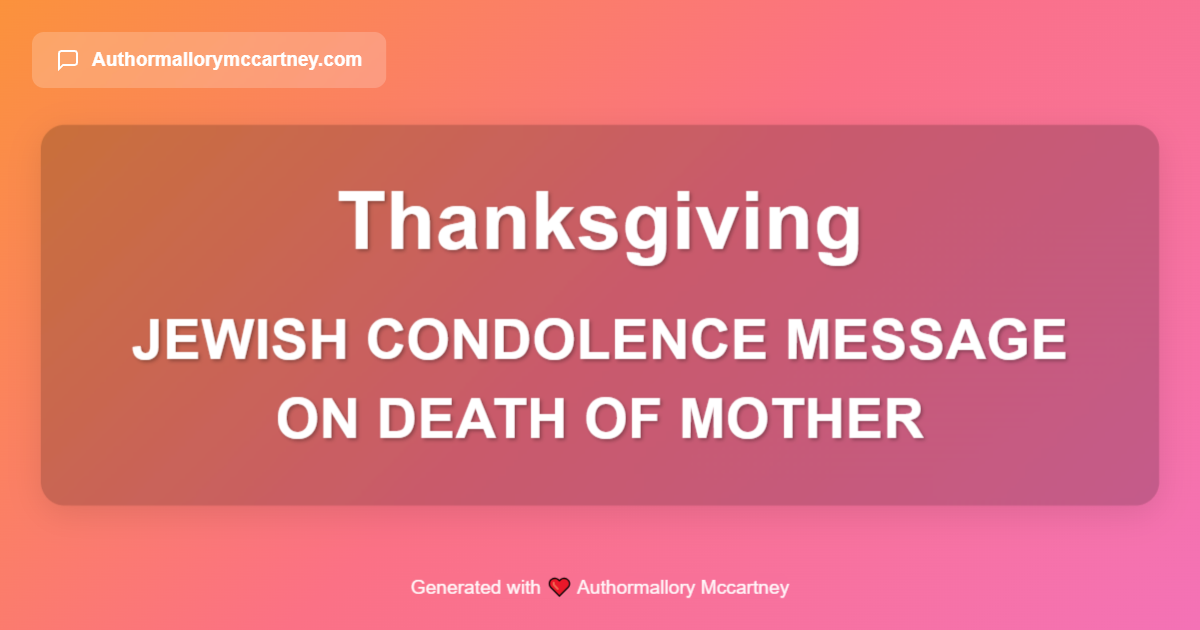 Authormallorymccartney.com
Thanksgiving
JEWISH CONDOLENCE MESSAGE
ON DEATH OF MOTHER
Generated with ❤️ Authormallory Mccartney